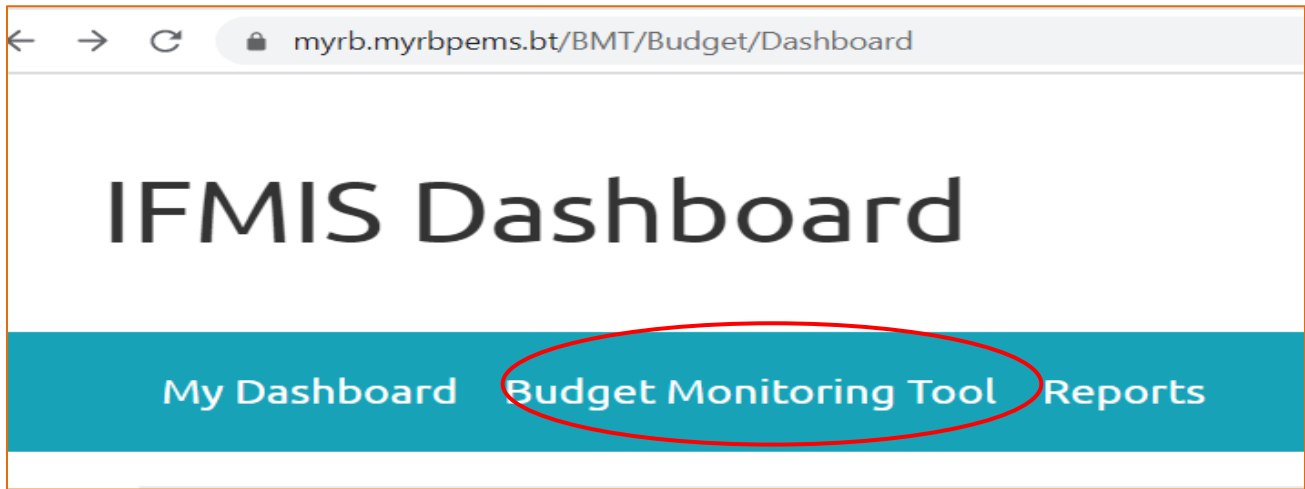 myrb.myrbpems.bt/BMT/Budget/Dashboard
IFMIS Dashboard
My Dashboard Budget Monitoring Tool Reports